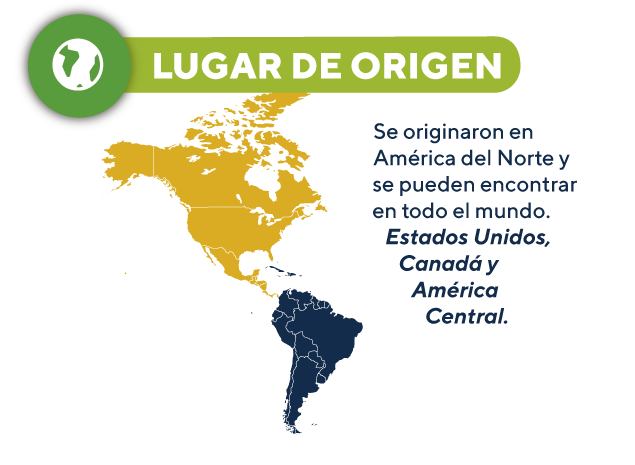 LUGAR DE ORIGEN
Se originaron en
América del Norte y
se pueden encontrar
en todo el mundo.
Estados Unidos,
Canadá y
América
Central.